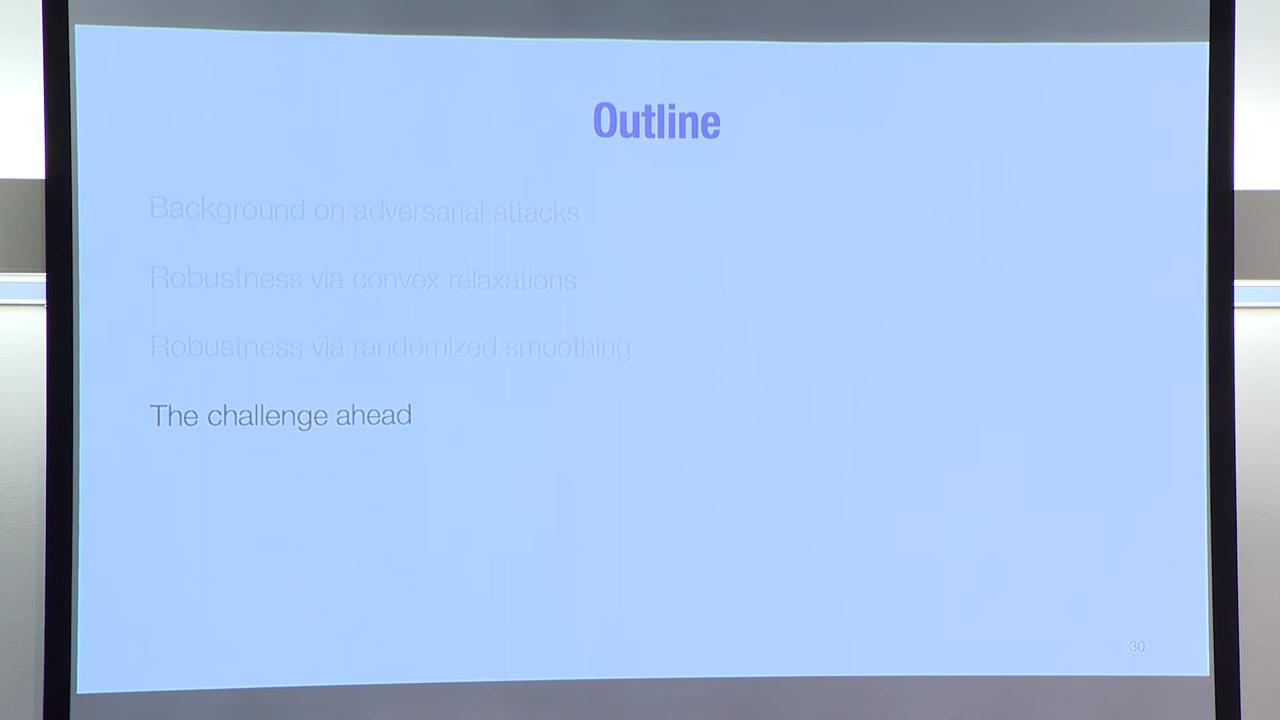 Outline
Background on adversarial attacks
Robustness via convex relaxations
Robustness via randomized smoothing
The challenge ahead
30